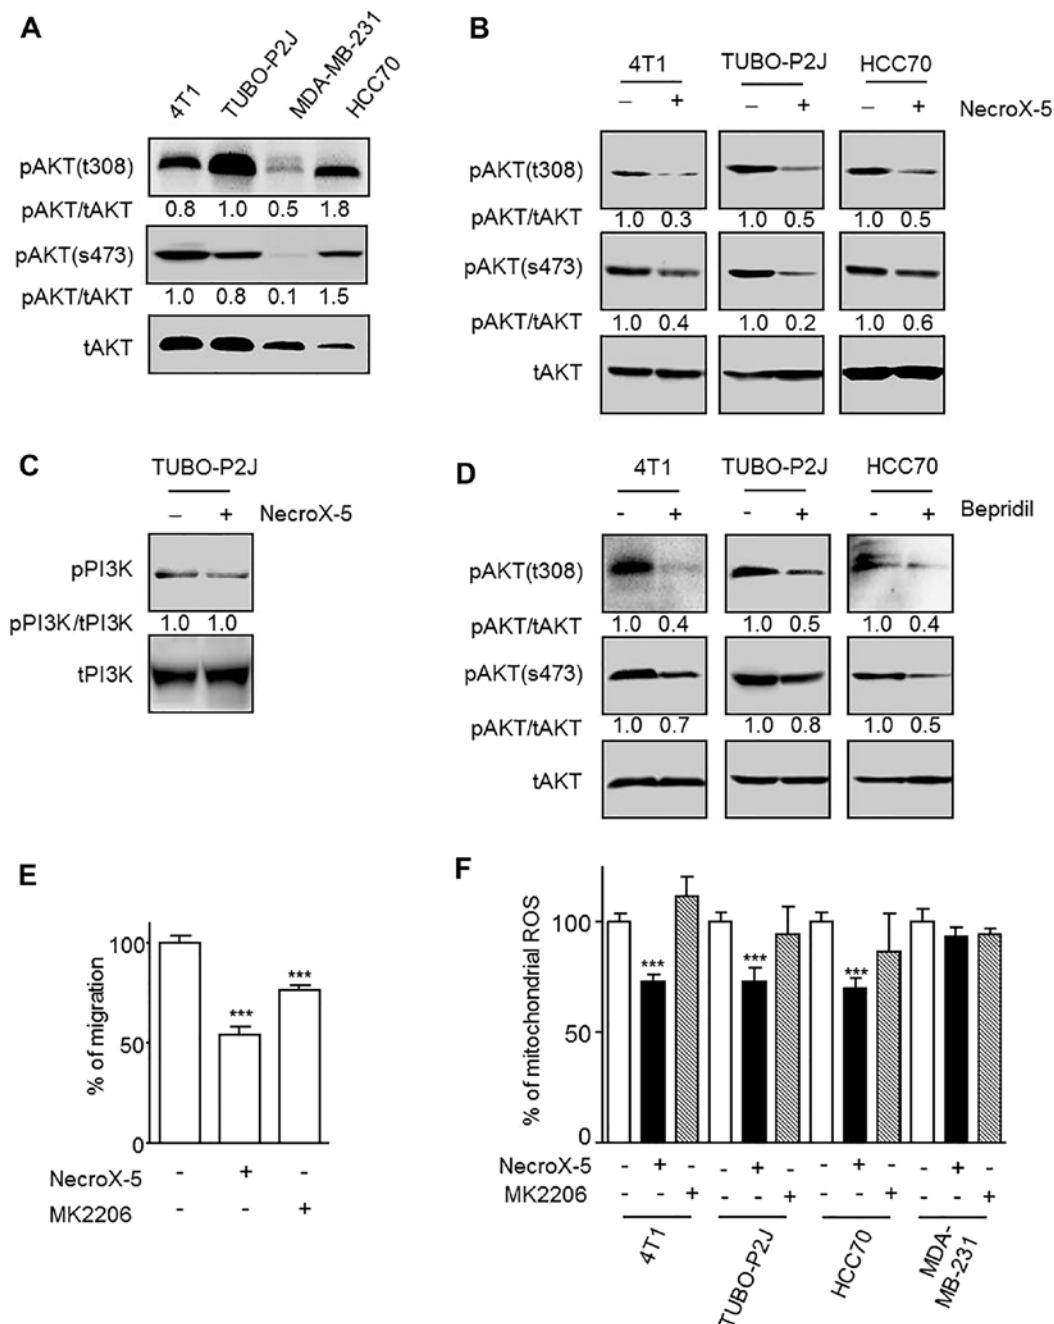 A
4T1 TUBO-P2J MDA-MB-231 HCC70
pAKT(t308)
pAKT/tAKT 0.8 1.0 0.5 1.8
pAKT(s473)
pAKT/tAKT 1.0 0.8 0.1 1.5
tAKT
B
4T1 TUBO-P2J HCC70
– + – + – + NecroX-5
pAKT(t308)
pAKT/tAKT 1.0 0.3 1.0 0.5 1.0 0.5
pAKT(s473)
pAKT/tAKT 1.0 0.4 1.0 0.2 1.0 0.6
tAKT
C
TUBO-P2J
– + NecroX-5
pPI3K
pPI3K/tPI3K 1.0 1.0
tPI3K
D
4T1 TUBO-P2J HCC70
- + - + - + Bepridil
pAKT(t308)
pAKT/tAKT 1.0 0.4 1.0 0.5 1.0 0.4
pAKT(s473)
pAKT/tAKT 1.0 0.7 1.0 0.8 1.0 0.5
tAKT
E
% of migration
100
50
0
*** ***
NecroX-5 - + -
MK2206 - - +
F
% of mitochondrial ROS
100
50
0
*** *** ***
NecroX-5 - + - - + - - + - - + -
MK2206 - - + - - + - - + - - +
4T1 TUBO-P2J HCC70 MDA-
MB-231